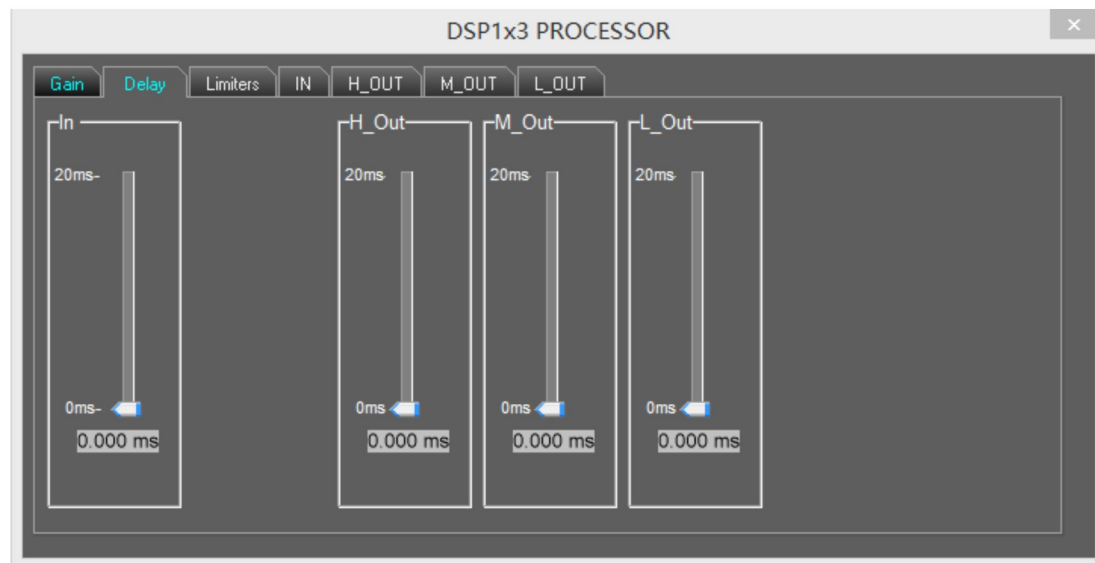 DSP1x3 PROCESSOR
Gain Delay Limiters IN H_OUT M_OUT L_OUT
In H_Out M_Out L_Out
20ms- 20ms- 20ms- 20ms-
0ms- 0ms 0ms 0ms
0.000 ms 0.000 ms 0.000 ms 0.000 ms